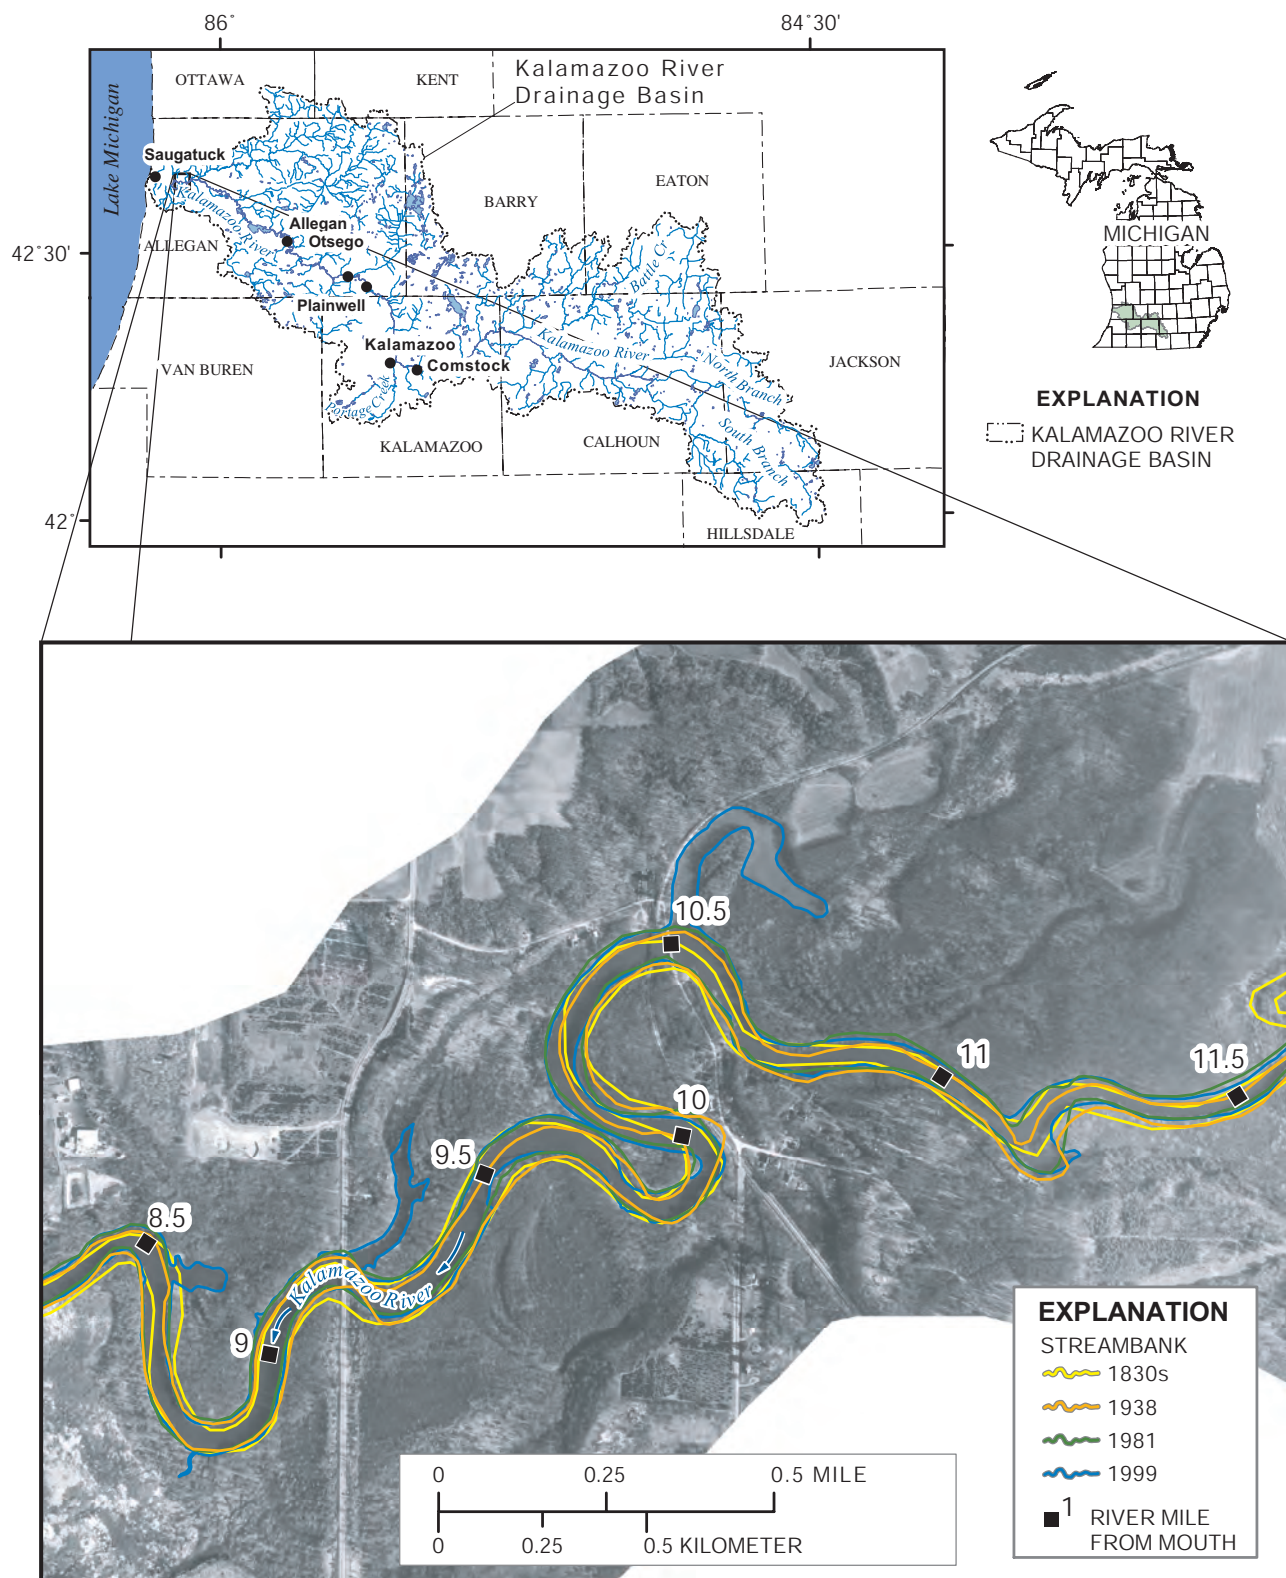 86°
84°30'
Kalamazoo River
Drainage Basin
OTTAWA
KENT
Lake Michigan
Saugatuck
Kalamazoo River
Allegan
Otsego
ALLEGAN
BARRY
EATON
42°30'
Plainwell
Battle Cr
Kalamazoo
Comstock
Kalamazoo River
North Branch
JACKSON
VAN BUREN
Portage Creek
KALAMAZOO
CALHOUN
South Branch
42°
HILLSDALE
MICHIGAN
EXPLANATION
KALAMAZOO RIVER
DRAINAGE BASIN
10.5
11
11.5
10
9.5
8.5
9
Kalamazoo River
EXPLANATION
STREAMBANK
1830s
1938
1981
1999
1 RIVER MILE
FROM MOUTH
0 0.25 0.5 MILE
0 0.25 0.5 KILOMETER